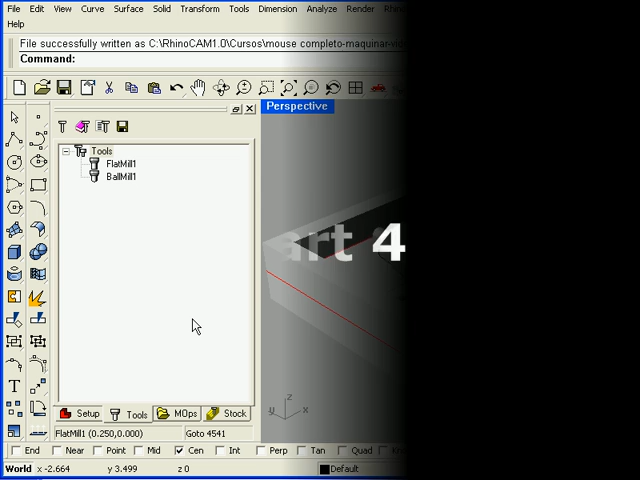 File Edit View Curve Surface Solid Transform Tools Dimension Analyze Render
Help
File successfully written as C:\RhinoCAM1.0\Cursos\mouse completo-maquinar
Command:
Perspective
Tools
FlatMill1
BallMill1
art 4
z
y x
Setup Tools MOps Stock
FlatMill1 (0.250,0.000) Goto 4541
End Near Point Mid Cen Int Perp Tan Quad
World x -2.664 y 3.499 z 0 Default